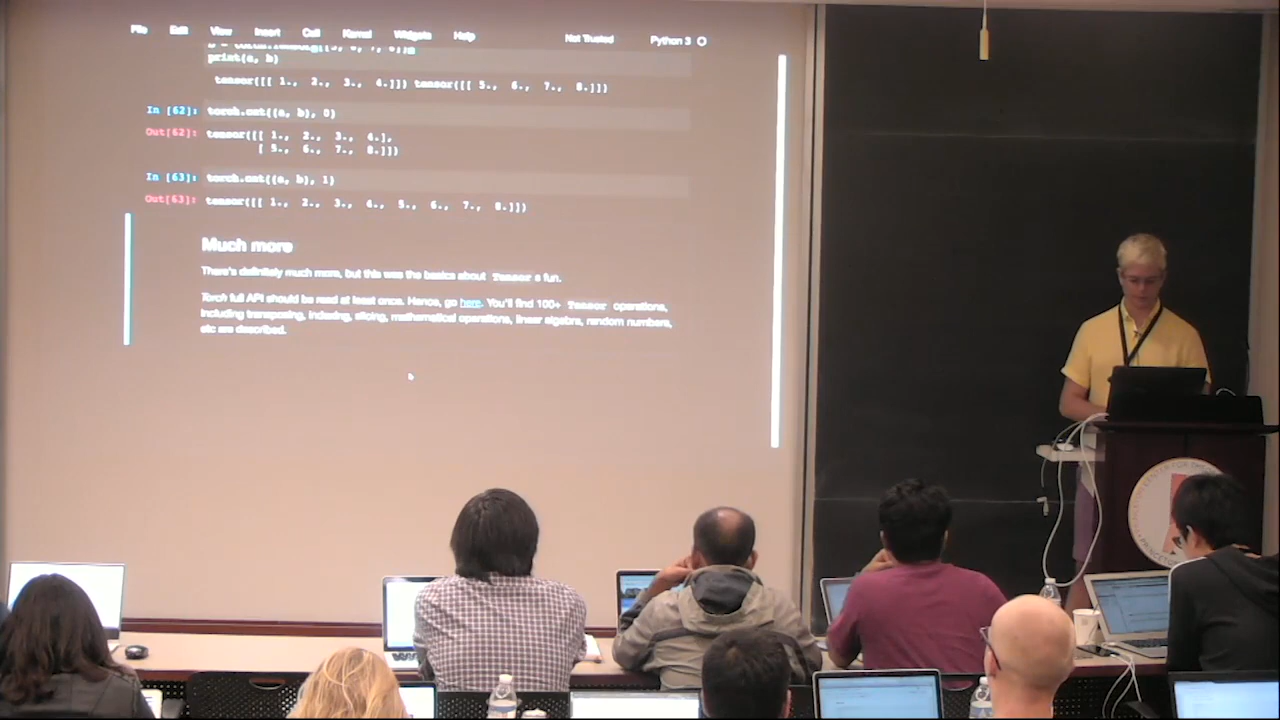 File Edit View Insert Cell Kernel Widgets Help Not Trusted Python 3
print(a, b)
tensor([[ 1., 2., 3., 4.]]) tensor([[ 5., 6., 7., 8.]])
In [62]: torch.cat((a, b), 0)
Out[62]: tensor([[ 1., 2., 3., 4.],
[ 5., 6., 7., 8.]])
In [63]: torch.cat((a, b), 1)
Out[63]: tensor([[ 1., 2., 3., 4., 5., 6., 7., 8.]])
Much more
There's definitely much more, but this was the basics about Tensor s fun.
Torch full API should be read at least once. Hence, go here. You'll find 100+ Tensor operations,
including transposing, indexing, slicing, mathematical operations, linear algebra, random numbers,
etc are described.